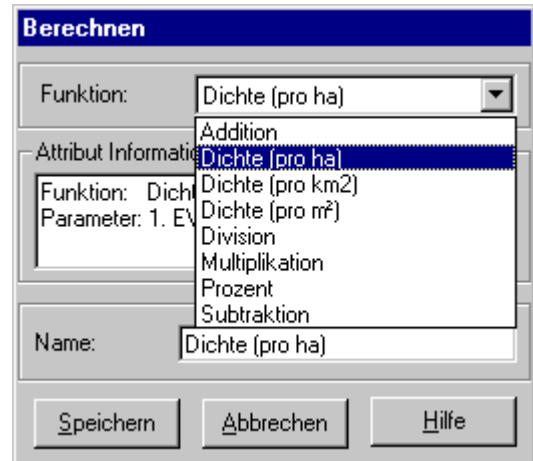 Berechnen
Funktion: Dichte (pro ha)
Addition
Attribut
Dichte (pro ha)
Funktion: Dichte (pro km2)
Parameter: 1. Dichte (pro m²)
Division
Multiplikation
Prozent
Subtraktion
Name: Dichte (pro ha)
Speichern Abbrechen Hilfe